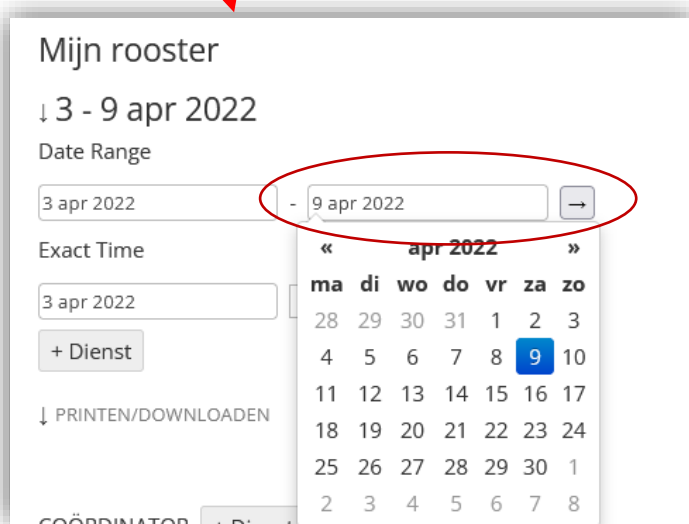 Mijn rooster
↓ 3 - 9 apr 2022
Date Range
3 apr 2022 - 9 apr 2022 →
Exact Time
3 apr 2022
+ Dienst
↓ PRINTEN/DOWNLOADEN
COÖRDINATOR + Dienst
« apr 2022 »
ma di wo do vr za zo
28 29 30 31 1 2 3
4 5 6 7 8 9 10
11 12 13 14 15 16 17
18 19 20 21 22 23 24
25 26 27 28 29 30 1
2 3 4 5 6 7 8